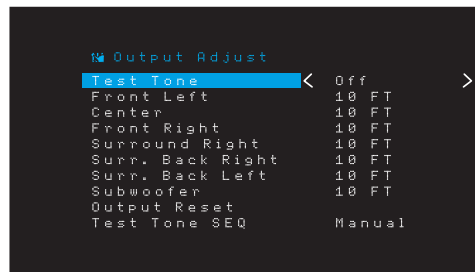 Output Adjust
Test Tone < Off >
Front Left 10 FT
Center 10 FT
Front Right 10 FT
Surround Right 10 FT
Surr. Back Right 10 FT
Surr. Back Left 10 FT
Subwoofer 10 FT
Output Reset
Test Tone SEQ Manual